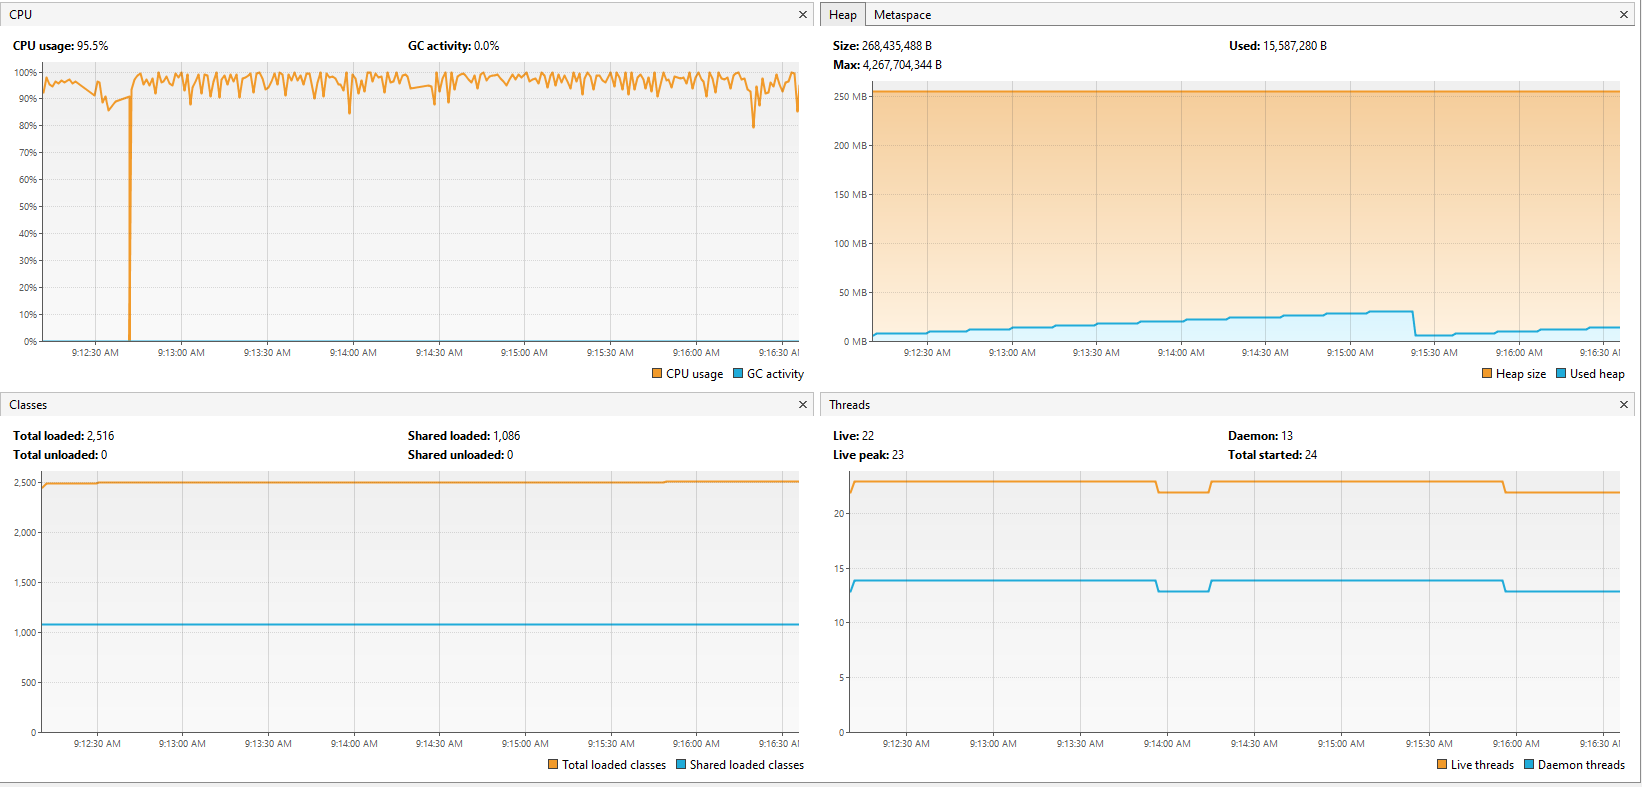 CPU
CPU usage: 95.5%
GC activity: 0.0%
100%
90%
80%
70%
60%
50%
40%
30%
20%
10%
0%
9:12:30 AM 9:13:00 AM 9:13:30 AM 9:14:00 AM 9:14:30 AM 9:15:00 AM 9:15:30 AM 9:16:00 AM 9:16:30 AM
CPU usage GC activity
Heap Metaspace
Size: 268,435,488 B
Used: 15,587,280 B
Max: 4,267,704,344 B
250 MB
200 MB
150 MB
100 MB
50 MB
0 MB
9:12:30 AM 9:13:00 AM 9:13:30 AM 9:14:00 AM 9:14:30 AM 9:15:00 AM 9:15:30 AM 9:16:00 AM 9:16:30 AM
Heap size Used heap
Classes
Total loaded: 2,516
Shared loaded: 1,086
Total unloaded: 0
Shared unloaded: 0
2,500
2,000
1,500
1,000
500
0
9:12:30 AM 9:13:00 AM 9:13:30 AM 9:14:00 AM 9:14:30 AM 9:15:00 AM 9:15:30 AM 9:16:00 AM 9:16:30 AM
Total loaded classes Shared loaded classes
Threads
Live: 22
Daemon: 13
Live peak: 23
Total started: 24
20
15
10
5
0
9:12:30 AM 9:13:00 AM 9:13:30 AM 9:14:00 AM 9:14:30 AM 9:15:00 AM 9:15:30 AM 9:16:00 AM 9:16:30 AM
Live threads Daemon threads